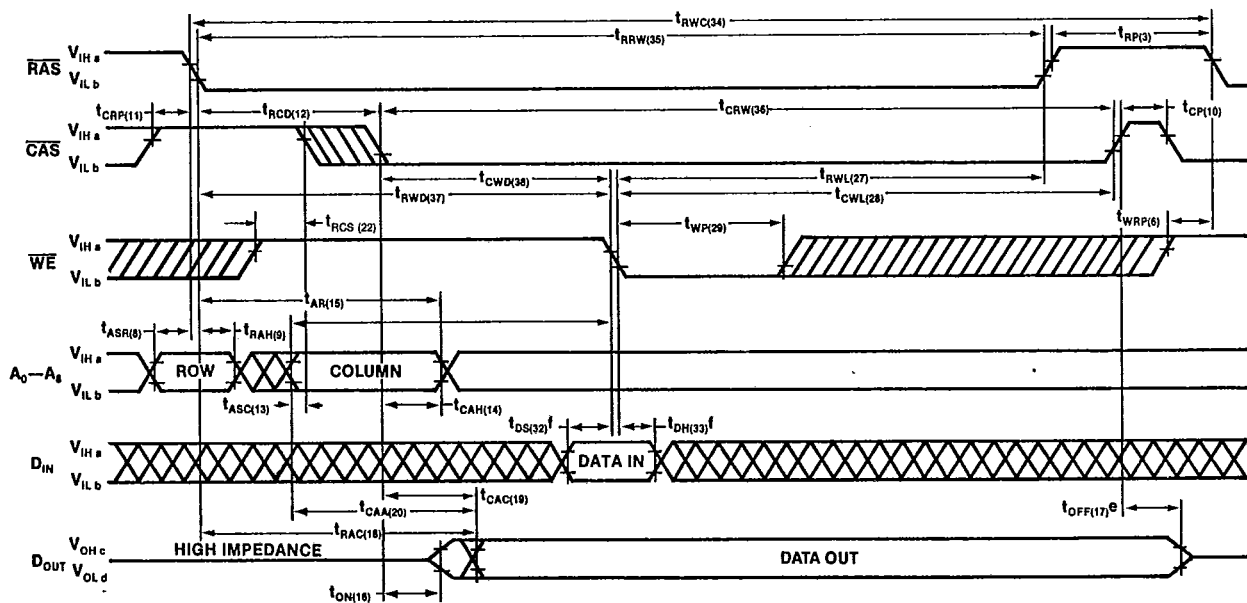 tRWC(34)
tRRW(35)
tRP(3)
RAS VIH a
VIL b
tCRP(11)
tRCD(12)
tCRW(36)
tCP(10)
CAS VIH a
VIL b
tCWD(38)
tRWL(27)
tRWD(37)
tCWL(28)
tRCS (22)
tWP(29)
tWRP(6)
WE VIH a
VIL b
tAR(15)
tASR(8)
tRAH(9)
A0—A8 VIH a
VIL b
ROW
COLUMN
tASC(13)
tCAH(14)
tDS(32)f
tDH(33)f
DIN VIH a
VIL b
DATA IN
tCAC(19)
tCAA(20)
tOFF(17)e
tRAC(18)
HIGH IMPEDANCE
DOUT VOH c
VOL d
DATA OUT
tON(16)